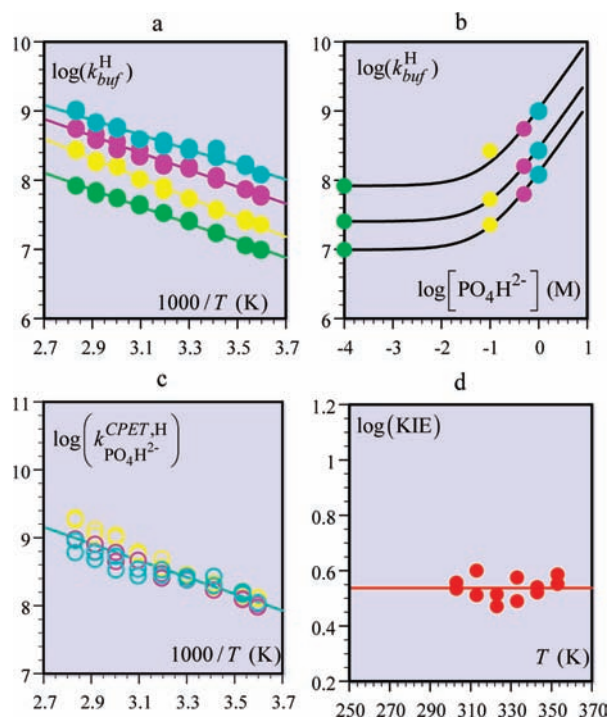 a
log(k_buf^H)
10
9
8
7
6
1000/T (K)
2.7 2.9 3.1 3.3 3.5 3.7
b
log(k_buf^H)
10
9
8
7
6
log[PO4H2-] (M)
-4 -3 -2 -1 0 1
c
log(k_PO4H2-^CPET,H)
11
10
9
8
7
1000/T (K)
2.7 2.9 3.1 3.3 3.5 3.7
d
log(KIE)
1.2
1
0.8
0.6
0.4
0.2
T (K)
250 270 290 310 330 350 370